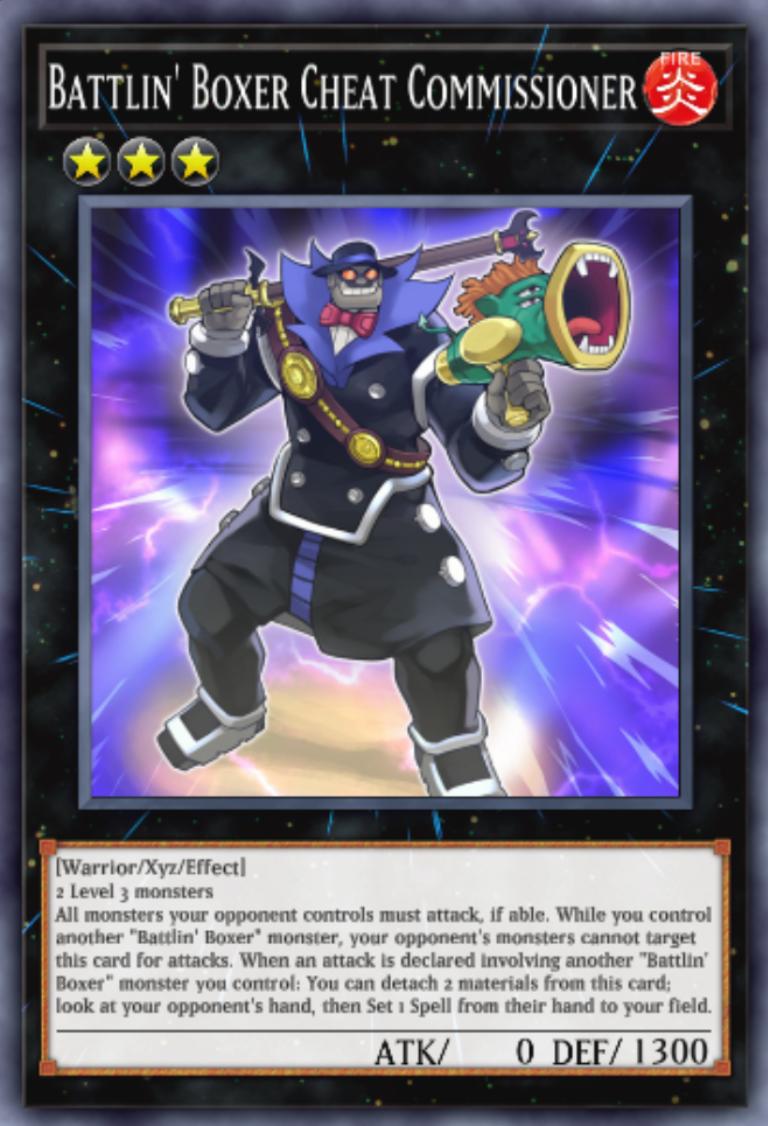 BATTLIN' BOXER CHEAT COMMISSIONER
FIRE
炎
[Warrior/Xyz/Effect]
2 Level 3 monsters
All monsters your opponent controls must attack, if able. While you control
another "Battlin' Boxer" monster, your opponent's monsters cannot target
this card for attacks. When an attack is declared involving another "Battlin'
Boxer" monster you control: You can detach 2 materials from this card;
look at your opponent's hand, then Set 1 Spell from their hand to your field.
ATK/ 0 DEF/ 1300